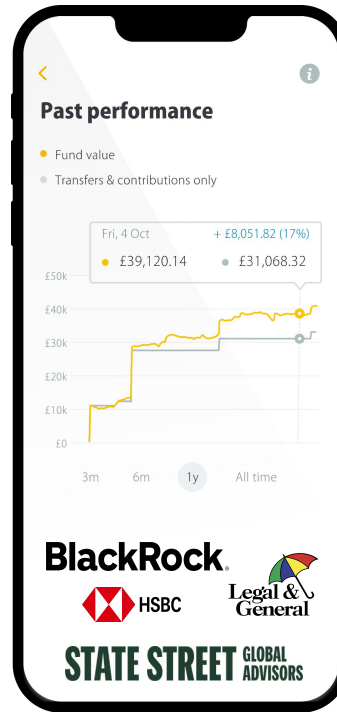 i
Past performance
Fund value
Transfers & contributions only
Fri, 4 Oct + £8,051.82 (17%)
£39,120.14 £31,068.32
£50k
£40k
£30k
£20k
£10k
£0
3m 6m 1y All time
BlackRock.
HSBC
Legal &
General
STATE STREET GLOBAL
ADVISORS